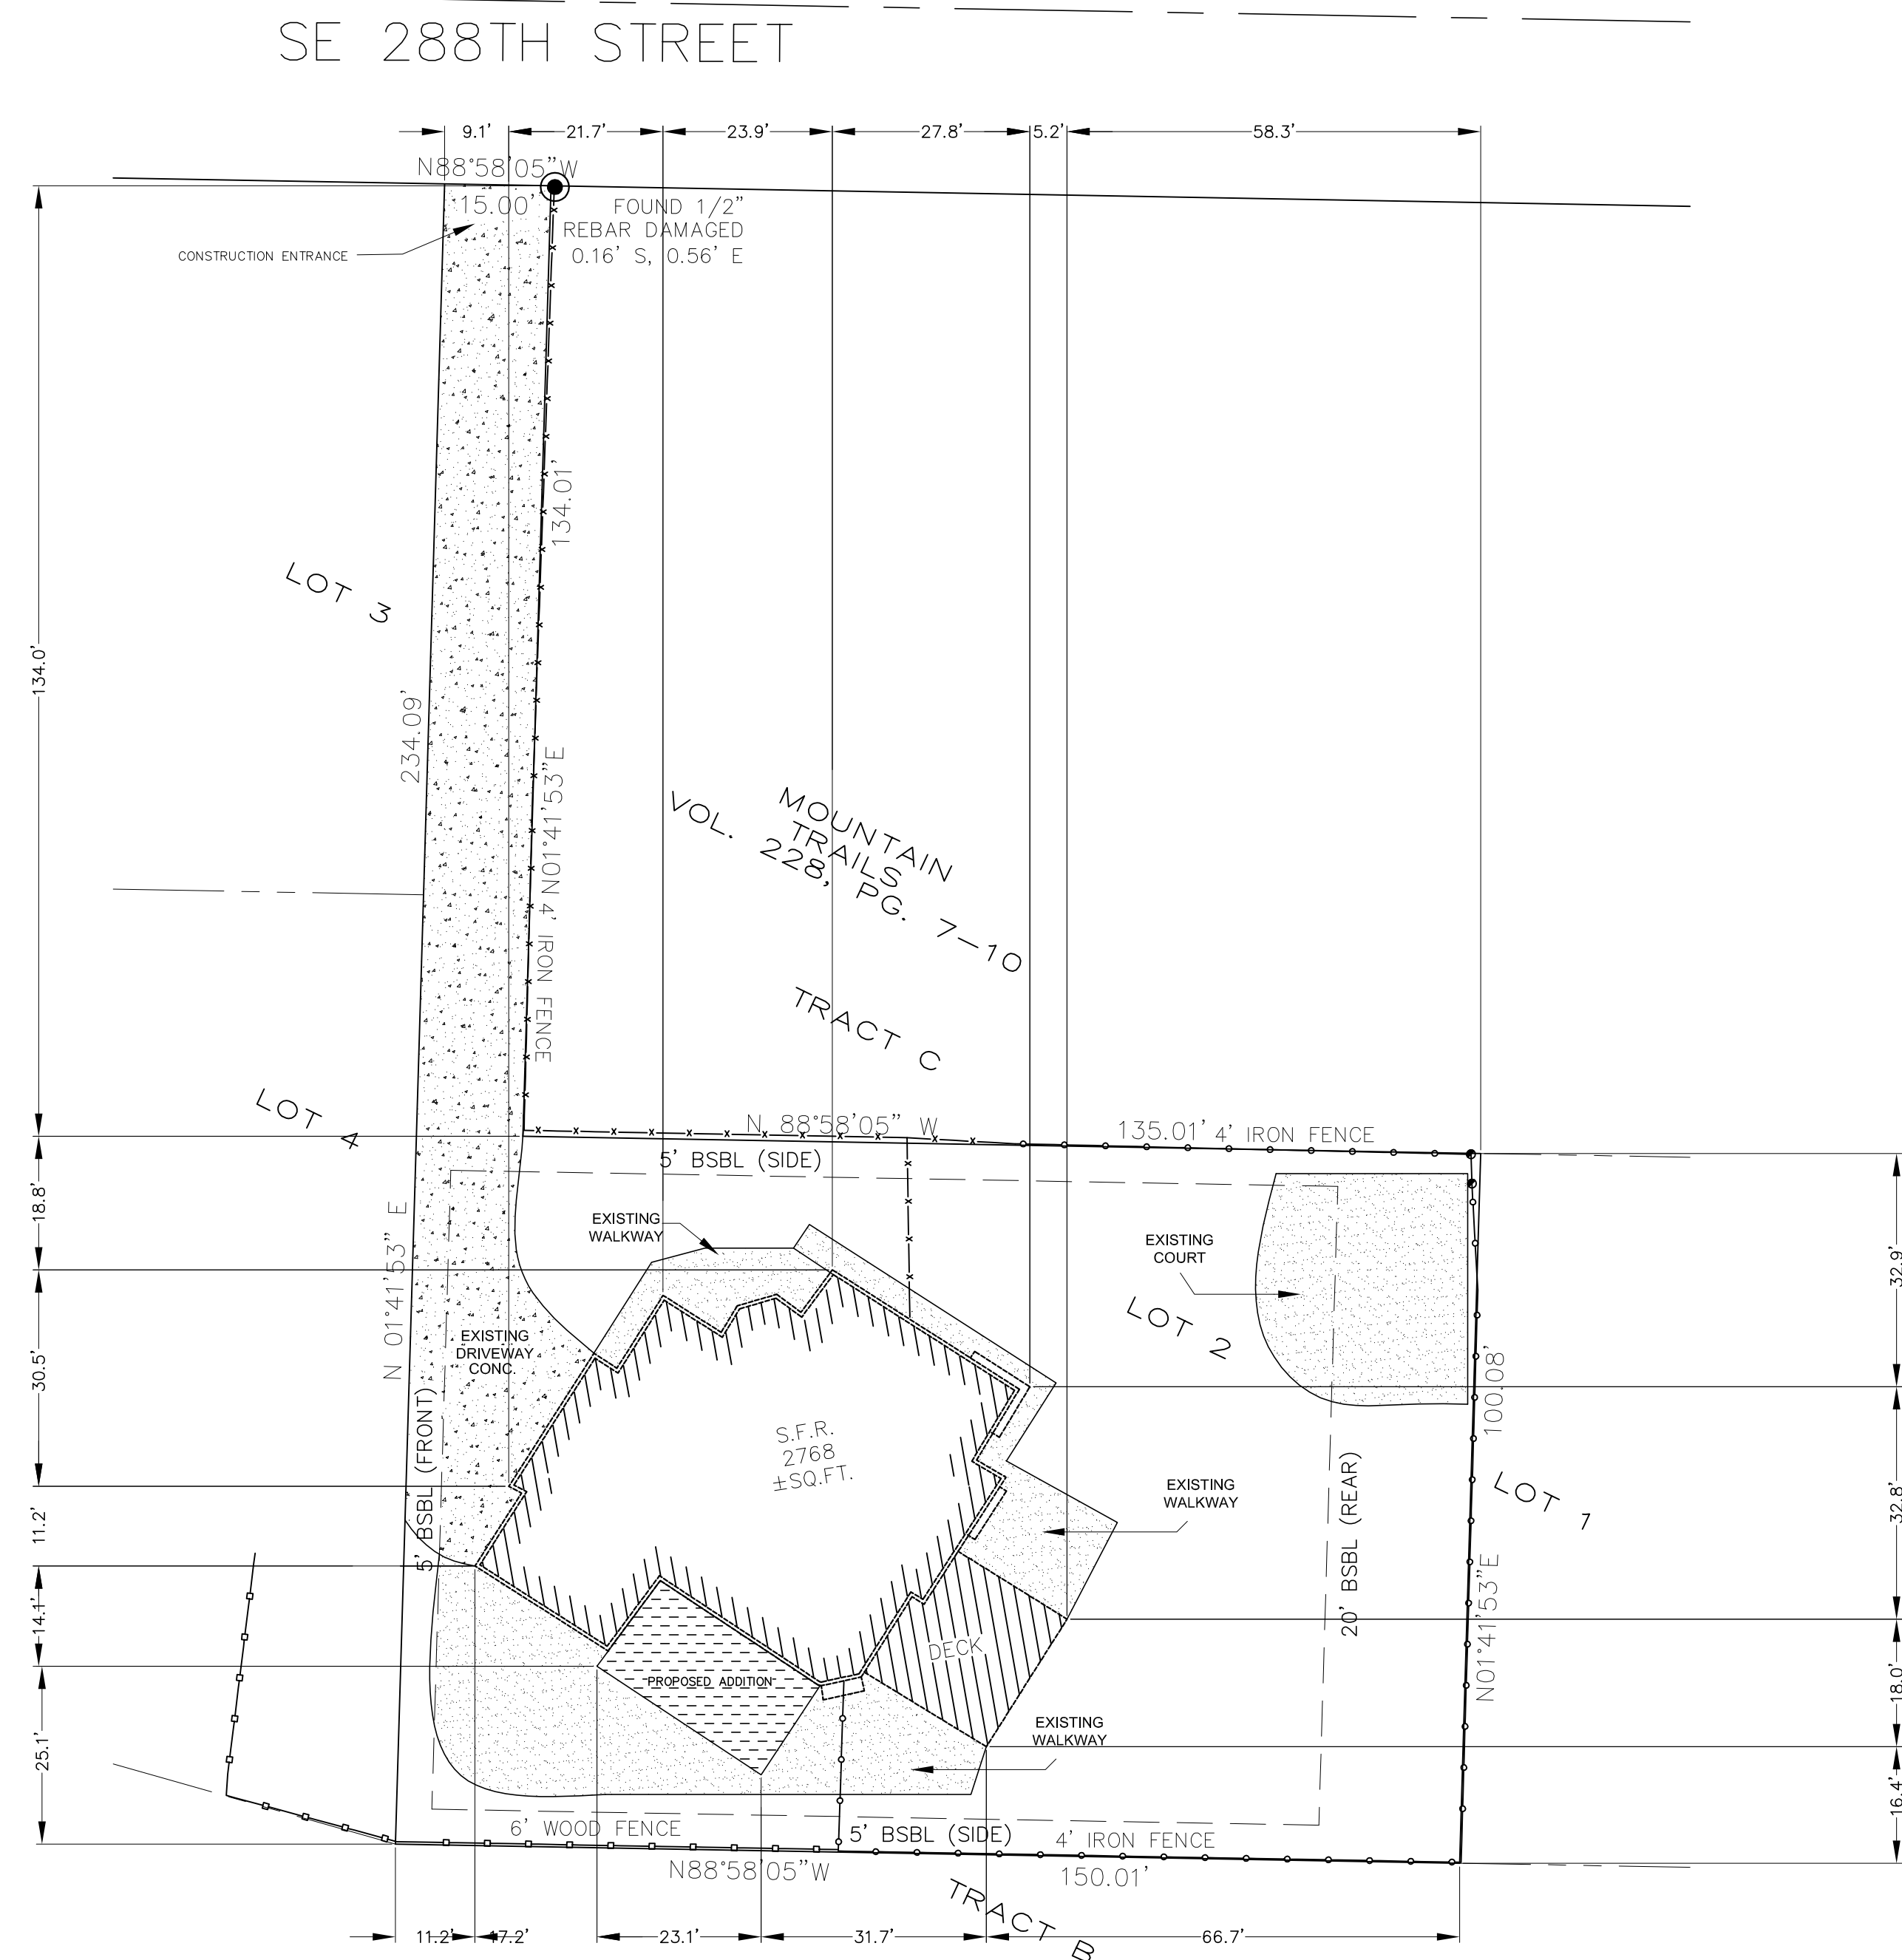 SE 288TH STREET
9.1' 21.7' 23.9' 27.8' 5.2' 58.3'
N88°58'05"W
15.00'
FOUND 1/2"
REBAR DAMAGED
0.16' S, 0.56' E
CONSTRUCTION ENTRANCE
134.01'
LOT 3
134.0'
234.09'
N01°41'53"E
4' IRON FENCE
MOUNTAIN
TRAILS
VOL. 228, PG. 7-10
TRACT C
LOT 4
N 88°58'05" W
135.01'
4' IRON FENCE
5' BSBL (SIDE)
18.8'
N 01°41'53" E
EXISTING
WALKWAY
EXISTING
COURT
32.9'
LOT 2
EXISTING
DRIVEWAY
CONC.
30.5'
5' BSBL (FRONT)
100.08'
S.F.R.
2768
±SQ.FT.
EXISTING
WALKWAY
20' BSBL (REAR)
LOT 1
32.8'
11.2'
14.1'
N01°41'53"E
DECK
PROPOSED ADDITION
18.0'
EXISTING
WALKWAY
25.1'
16.4'
6' WOOD FENCE
5' BSBL (SIDE)
4' IRON FENCE
N88°58'05"W
150.01'
TRACT B
11.2' 17.2' 23.1' 31.7' 66.7'